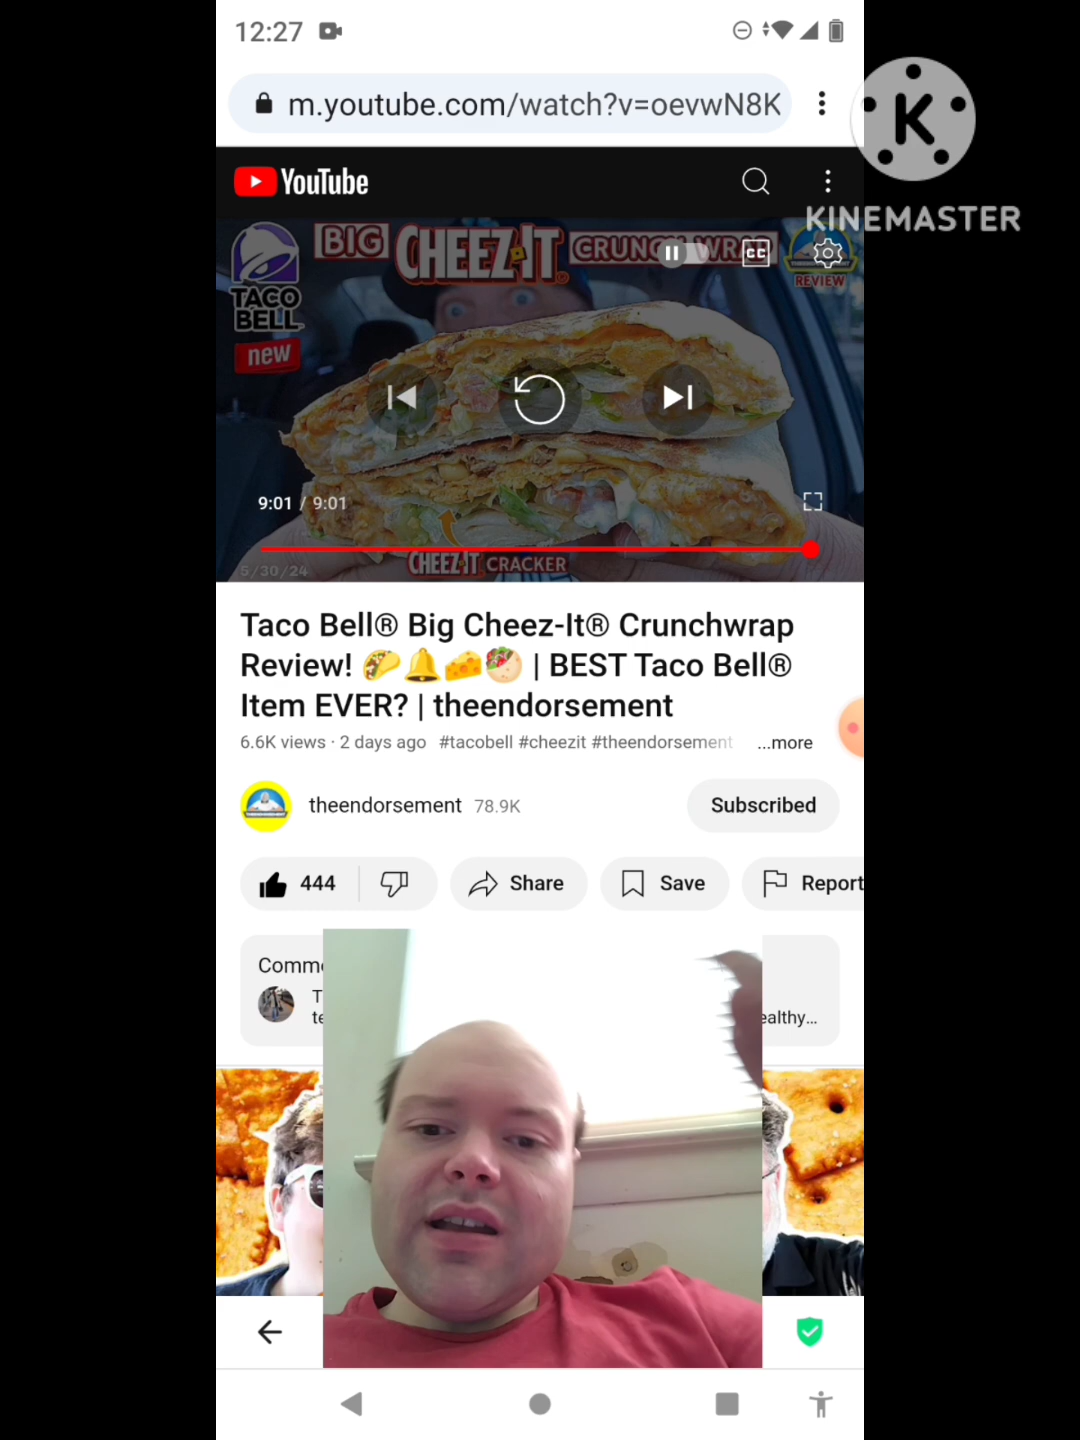 12:27
m.youtube.com/watch?v=oevwN8K
KINEMASTER
YouTube
BIG CHEEZ-IT® CRUNCHWRAP
CC
REVIEW
TACO
BELL
new
9:01 / 9:01
CHEEZ-IT CRACKER
5/30/24
Taco Bell® Big Cheez-It® Crunchwrap
Review! 🌮🔔🧀🥙 | BEST Taco Bell®
Item EVER? | theendorsement
6.6K views · 2 days ago #tacobell #cheezit #theendorsement ...more
theendorsement 78.9K
Subscribed
444
Share
Save
Report